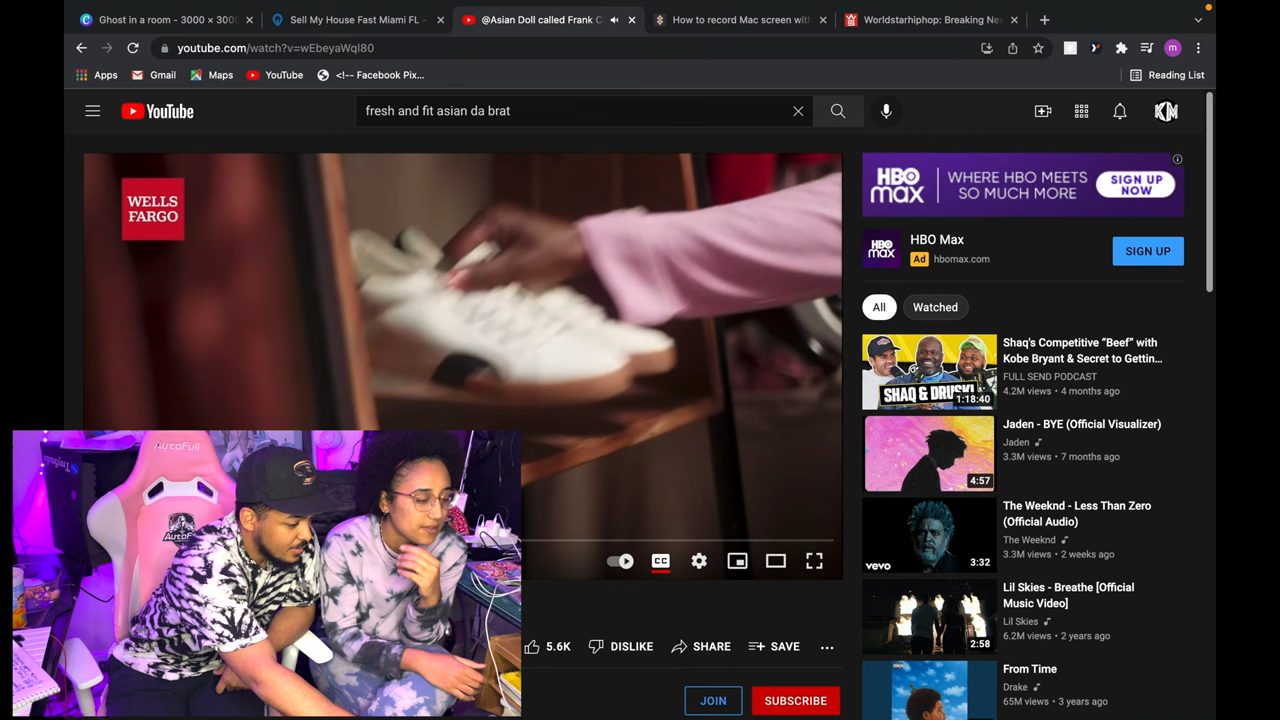 Ghost in a room - 3000 × 300
Sell My House Fast Miami FL -
@Asian Doll called Frank C
How to record Mac screen with
Worldstarhiphop: Breaking Ne
youtube.com/watch?v=wEbeyaWql80
Apps
Gmail
Maps
YouTube
<!-- Facebook Pix...
Reading List
YouTube
fresh and fit asian da brat
KM
WELLS
FARGO
HBO
max
WHERE HBO MEETS
SO MUCH MORE
SIGN UP
NOW
HBO
max
HBO Max
Ad hbomax.com
SIGN UP
All
Watched
SHAQ & DRUSKI
1:18:40
Shaq's Competitive “Beef” with
Kobe Bryant & Secret to Gettin...
FULL SEND PODCAST
4.2M views • 4 months ago
4:57
Jaden - BYE (Official Visualizer)
Jaden
3.3M views • 7 months ago
vevo
3:32
The Weeknd - Less Than Zero
(Official Audio)
The Weeknd
3.3M views • 2 weeks ago
2:58
Lil Skies - Breathe [Official
Music Video]
Lil Skies
6.2M views • 2 years ago
From Time
Drake
65M views • 3 years ago
AutoFull
CC
5.6K
DISLIKE
SHARE
SAVE
JOIN
SUBSCRIBE